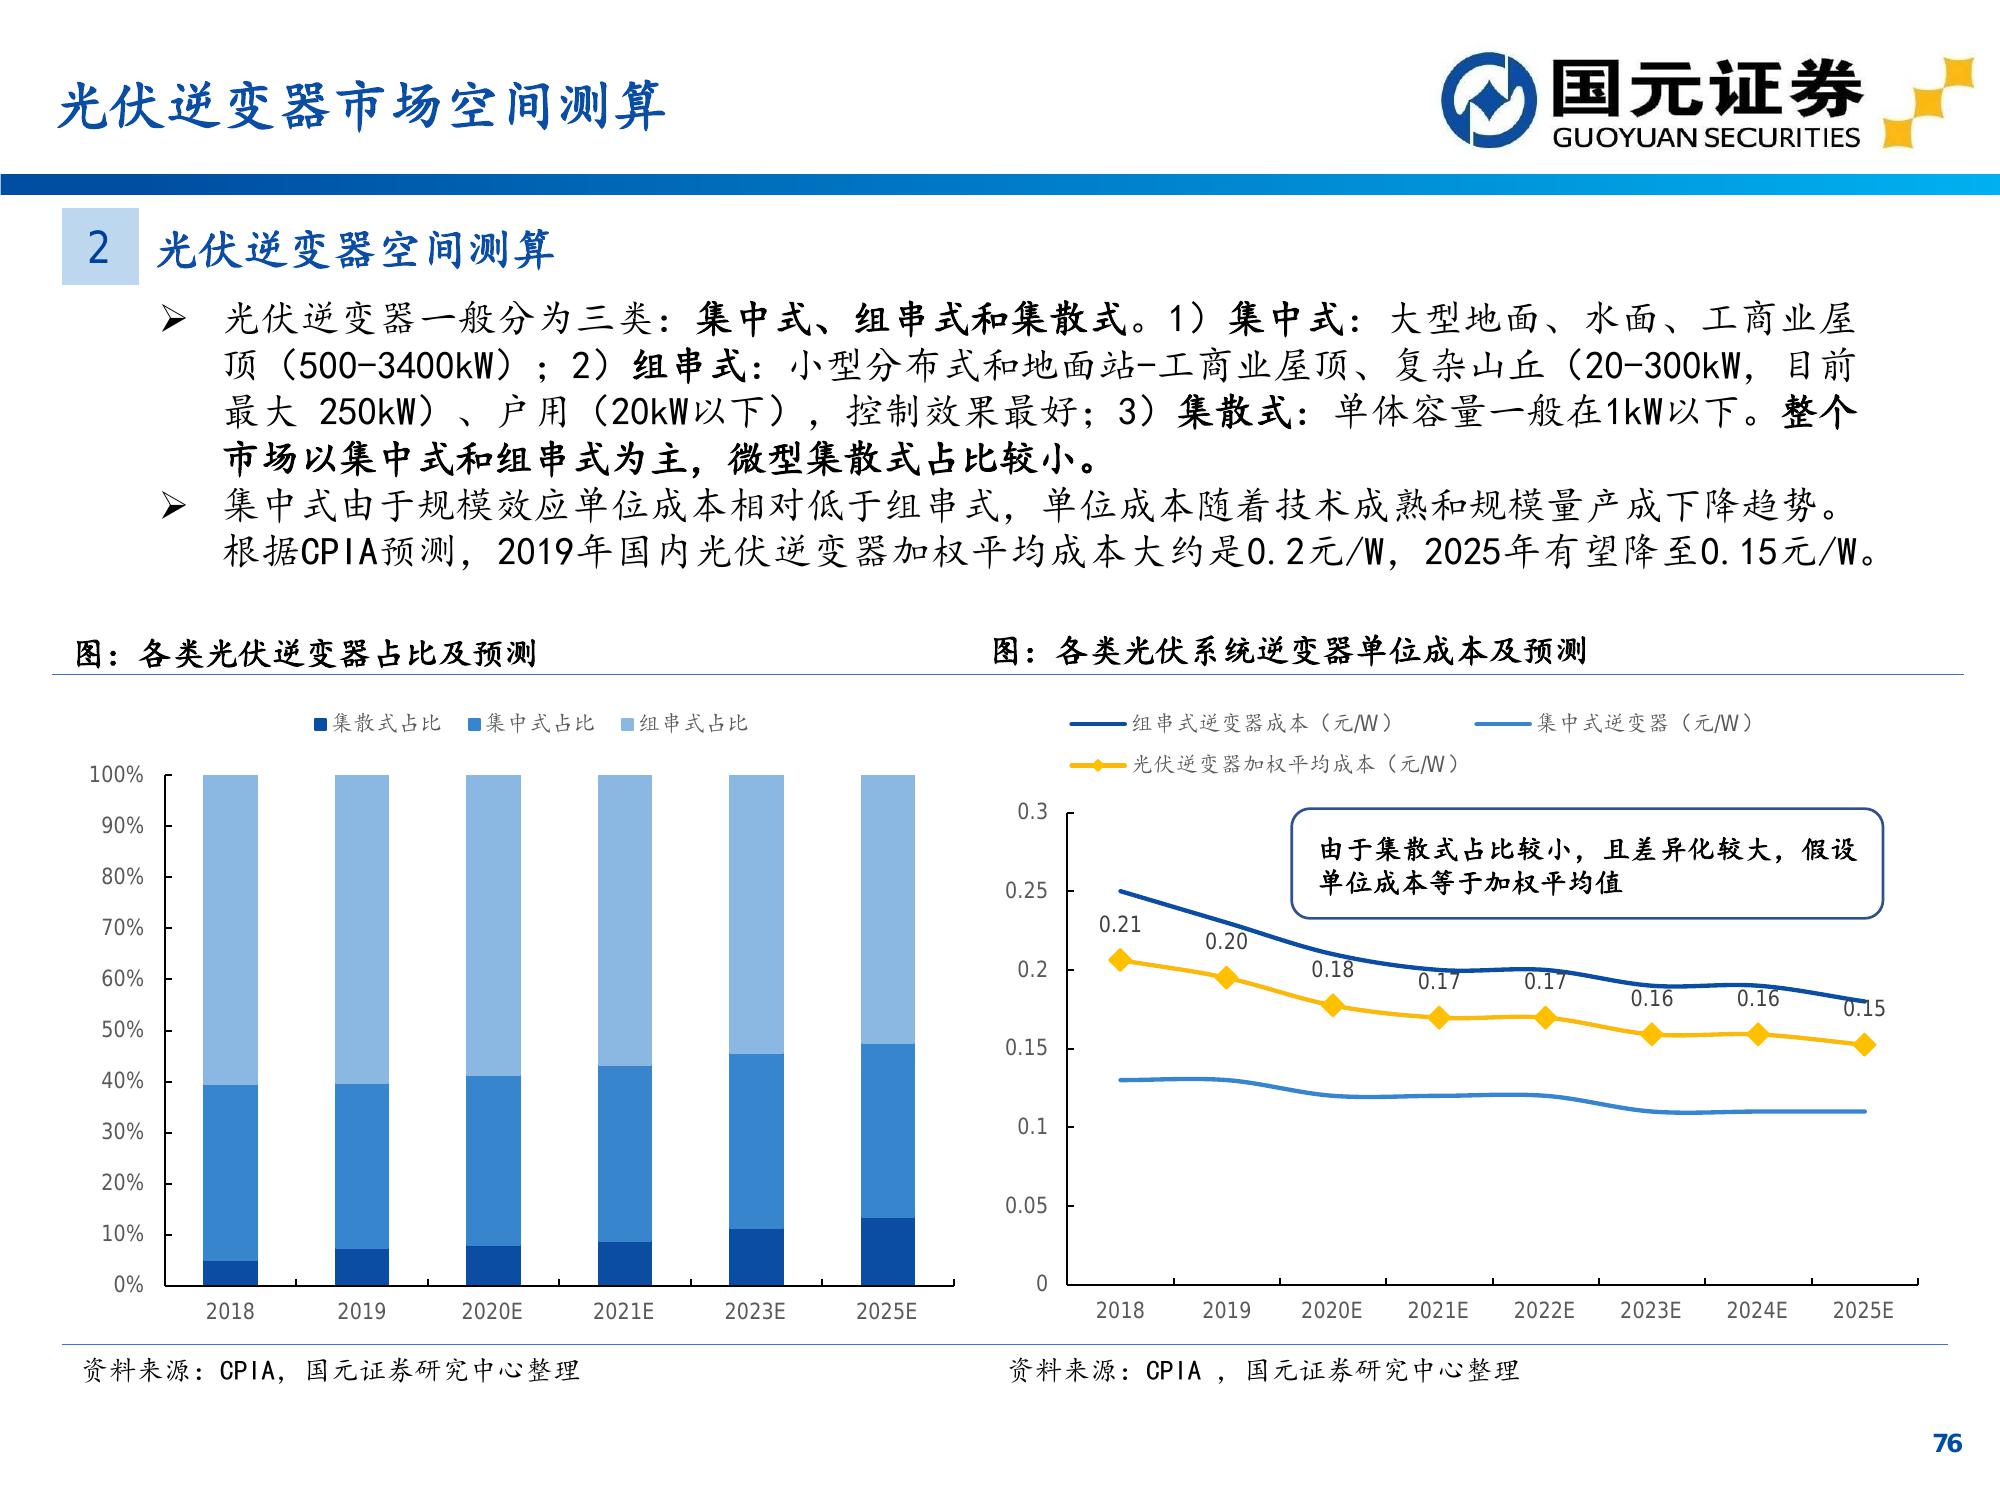 光伏逆变器市场空间测算
国元证券
GUOYUAN SECURITIES
2
光伏逆变器空间测算
➢ 光伏逆变器一般分为三类：集中式、组串式和集散式。1）集中式：大型地面、水面、工商业屋
顶（500-3400kW）；2）组串式：小型分布式和地面站-工商业屋顶、复杂山丘（20-300kW，目前
最大 250kW）、户用（20kW以下），控制效果最好；3）集散式：单体容量一般在1kW以下。整个
市场以集中式和组串式为主，微型集散式占比较小。
➢ 集中式由于规模效应单位成本相对低于组串式，单位成本随着技术成熟和规模量产成下降趋势。
根据CPIA预测，2019年国内光伏逆变器加权平均成本大约是0.2元/W，2025年有望降至0.15元/W。
图：各类光伏逆变器占比及预测
集散式占比 集中式占比 组串式占比
100%
90%
80%
70%
60%
50%
40%
30%
20%
10%
0%
2018 2019 2020E 2021E 2023E 2025E
资料来源：CPIA，国元证券研究中心整理
图：各类光伏系统逆变器单位成本及预测
组串式逆变器成本（元/W） 集中式逆变器（元/W）
光伏逆变器加权平均成本（元/W）
由于集散式占比较小，且差异化较大，假设
单位成本等于加权平均值
0.3
0.25
0.2
0.15
0.1
0.05
0
0.21 0.20 0.18 0.17 0.17 0.16 0.16 0.15
2018 2019 2020E 2021E 2022E 2023E 2024E 2025E
资料来源：CPIA ，国元证券研究中心整理
76